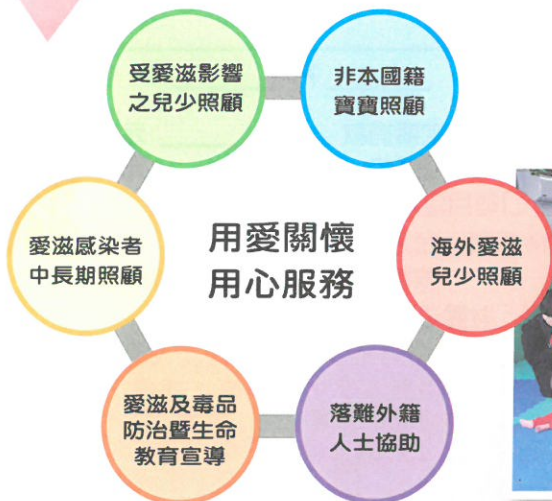 受愛滋影響
之兒少照顧
非本國籍
寶寶照顧
愛滋感染者
中長期照顧
用愛關懷
用心服務
海外愛滋
兒少照顧
愛滋及毒品
防治暨生命
教育宣導
落難外籍
人士協助